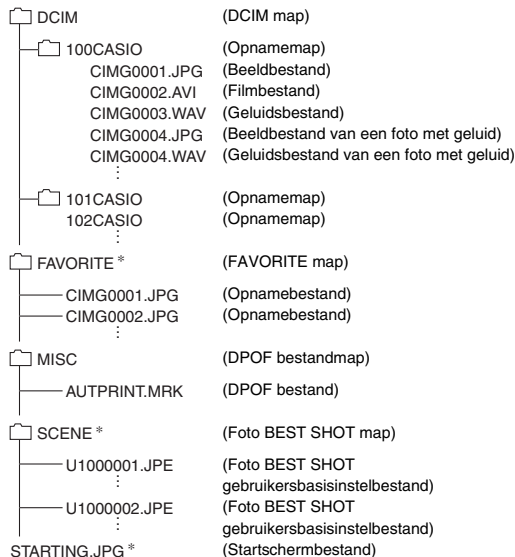 DCIM (DCIM map)
100CASIO (Opnamemap)
CIMG0001.JPG (Beeldbestand)
CIMG0002.AVI (Filmbestand)
CIMG0003.WAV (Geluidsbestand)
CIMG0004.JPG (Beeldbestand van een foto met geluid)
CIMG0004.WAV (Geluidsbestand van een foto met geluid)
101CASIO (Opnamemap)
102CASIO (Opnamemap)
FAVORITE * (FAVORITE map)
CIMG0001.JPG (Opnamebestand)
CIMG0002.JPG (Opnamebestand)
MISC (DPOF bestandmap)
AUTPRINT.MRK (DPOF bestand)
SCENE * (Foto BEST SHOT map)
U1000001.JPE (Foto BEST SHOT
gebruikersbasisinstelbestand)
U1000002.JPE (Foto BEST SHOT
gebruikersbasisinstelbestand)
STARTING.JPG * (Startschermbestand)